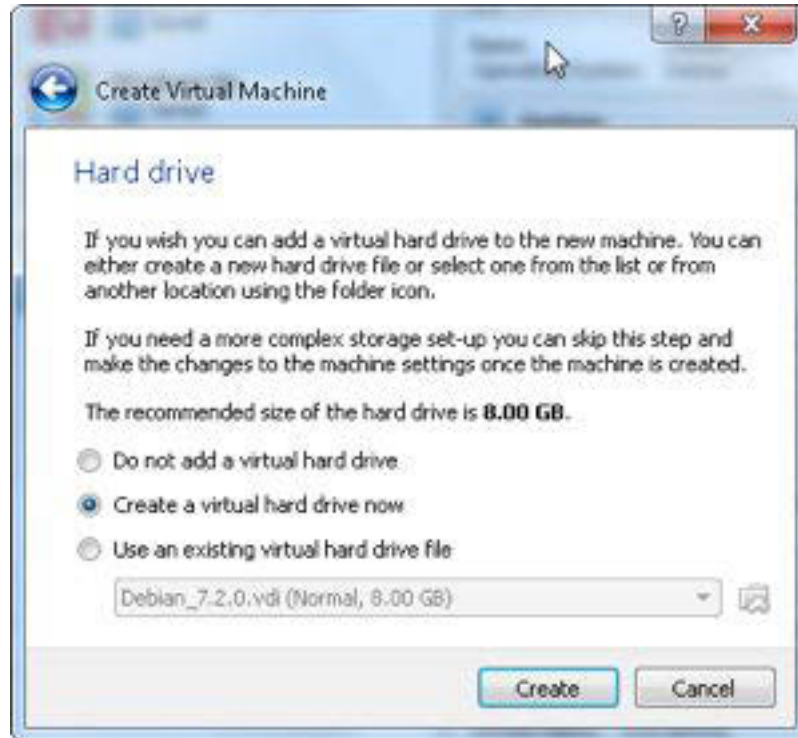 Create Virtual Machine
Hard drive
If you wish you can add a virtual hard drive to the new machine. You can
either create a new hard drive file or select one from the list or from
another location using the folder icon.
If you need a more complex storage set-up you can skip this step and
make the changes to the machine settings once the machine is created.
The recommended size of the hard drive is 8.00 GB.
Do not add a virtual hard drive
Create a virtual hard drive now
Use an existing virtual hard drive file
Debian_7.2.0.vdi (Normal, 8.00 GB)
Create Cancel